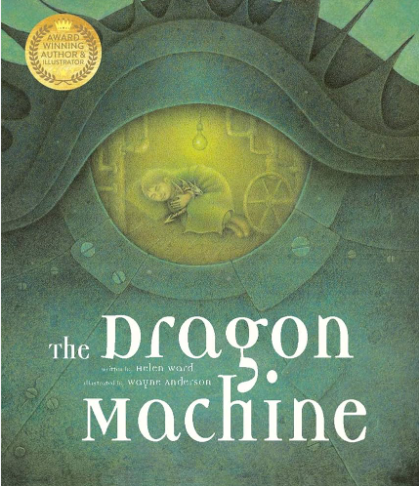 AWARD
WINNING
AUTHOR &
ILLUSTRATOR
The Dragon
written by Helen Ward
illustrated by Wayne Anderson
Machine